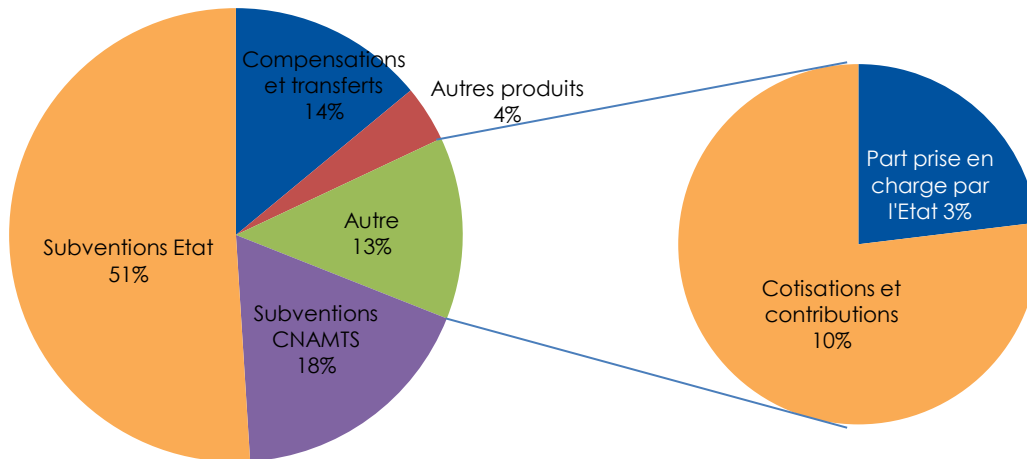 Compensations
et transferts
14%
Autres produits
4%
Autre
13%
Subventions
CNAMTS
18%
Subventions Etat
51%
Part prise en
charge par
l'Etat 3%
Cotisations et
contributions
10%